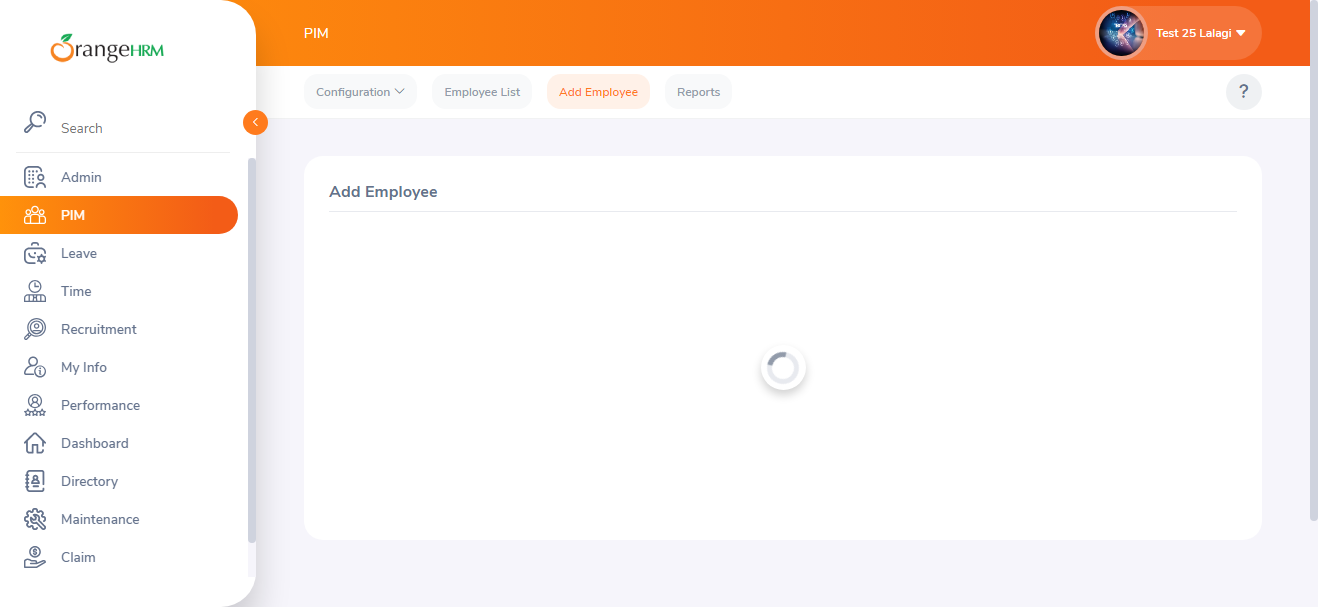 OrangeHRM
PIM
Test 25 Lalagi
Configuration
Employee List
Add Employee
Reports
?
Search
Admin
PIM
Leave
Time
Recruitment
My Info
Performance
Dashboard
Directory
Maintenance
Claim
Add Employee